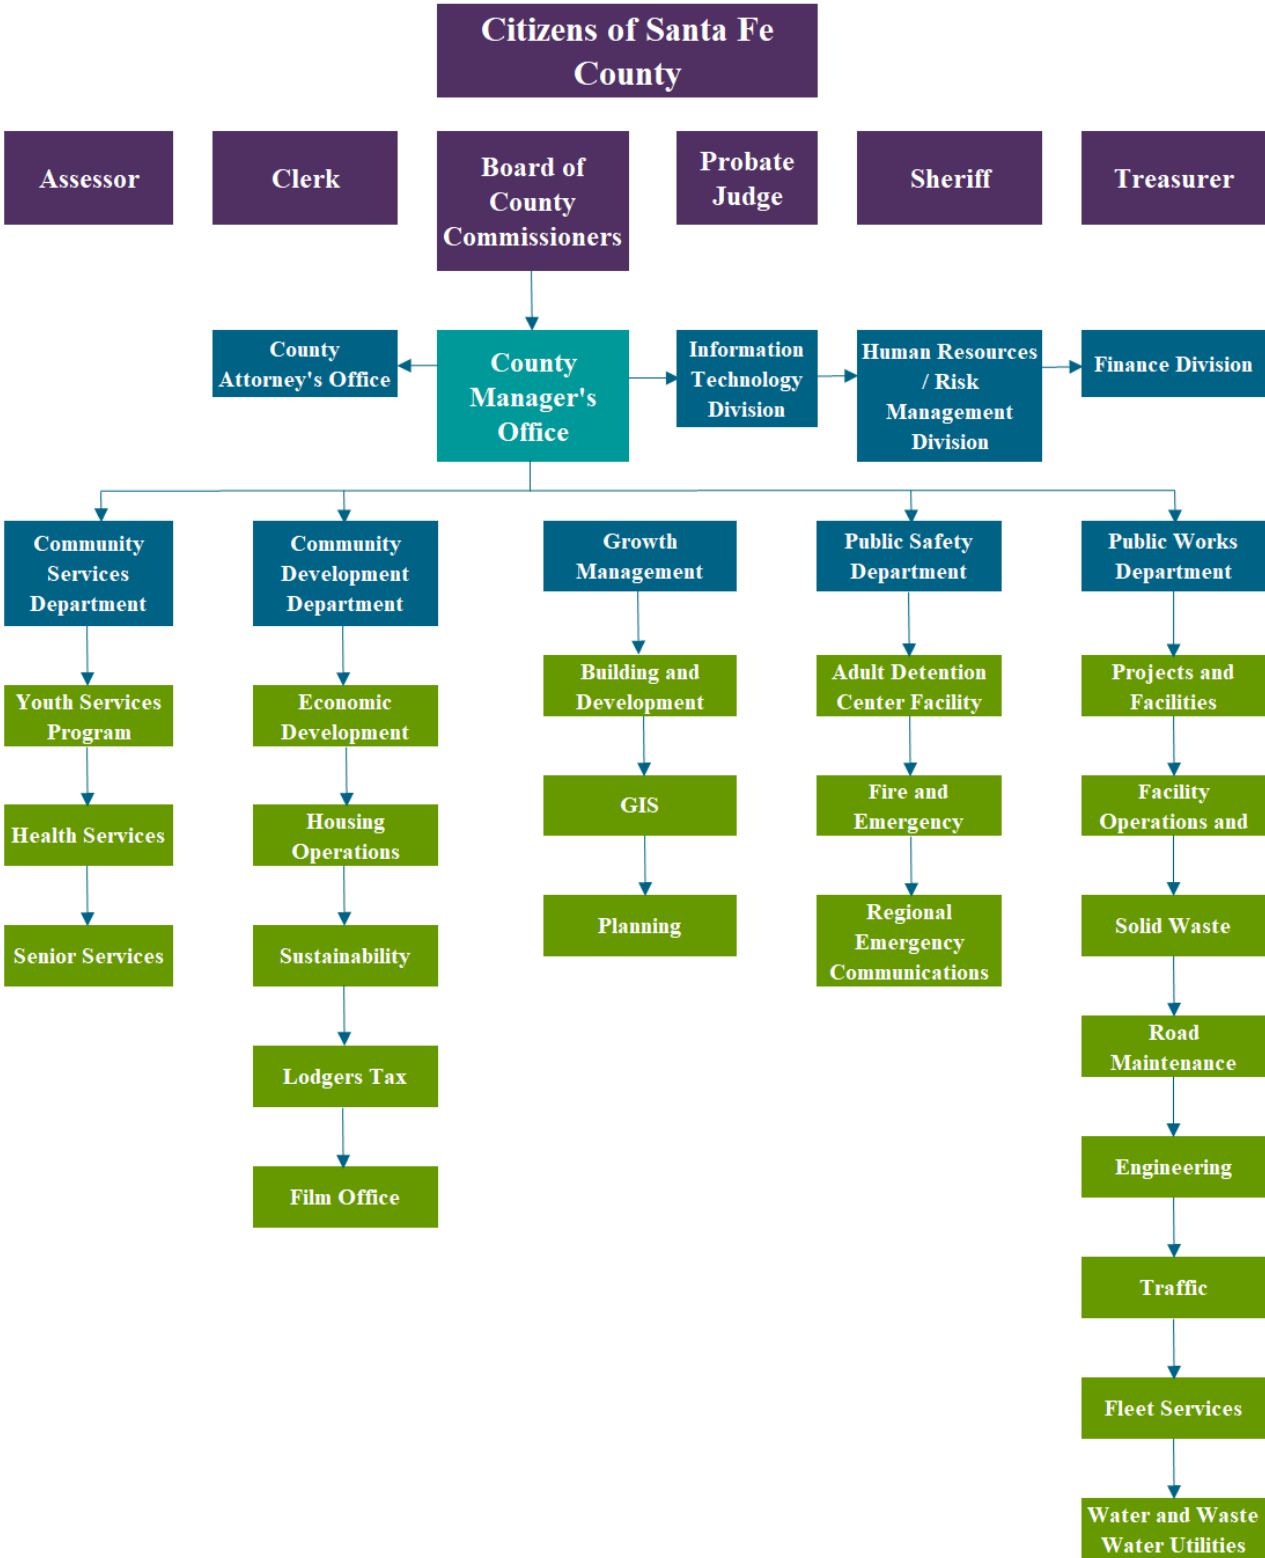 Citizens of Santa Fe
County
Assessor
Clerk
Board of
County
Commissioners
Probate
Judge
Sheriff
Treasurer
County
Attorney's Office
County
Manager's
Office
Information
Technology
Division
Human Resources
/ Risk
Management
Division
Finance Division
Community
Services
Department
Community
Development
Department
Growth
Management
Public Safety
Department
Public Works
Department
Youth Services
Program
Health Services
Senior Services
Economic
Development
Housing
Operations
Sustainability
Lodgers Tax
Film Office
Building and
Development
GIS
Planning
Adult Detention
Center Facility
Fire and
Emergency
Regional
Emergency
Communications
Projects and
Facilities
Facility
Operations and
Solid Waste
Road
Maintenance
Engineering
Traffic
Fleet Services
Water and Waste
Water Utilities